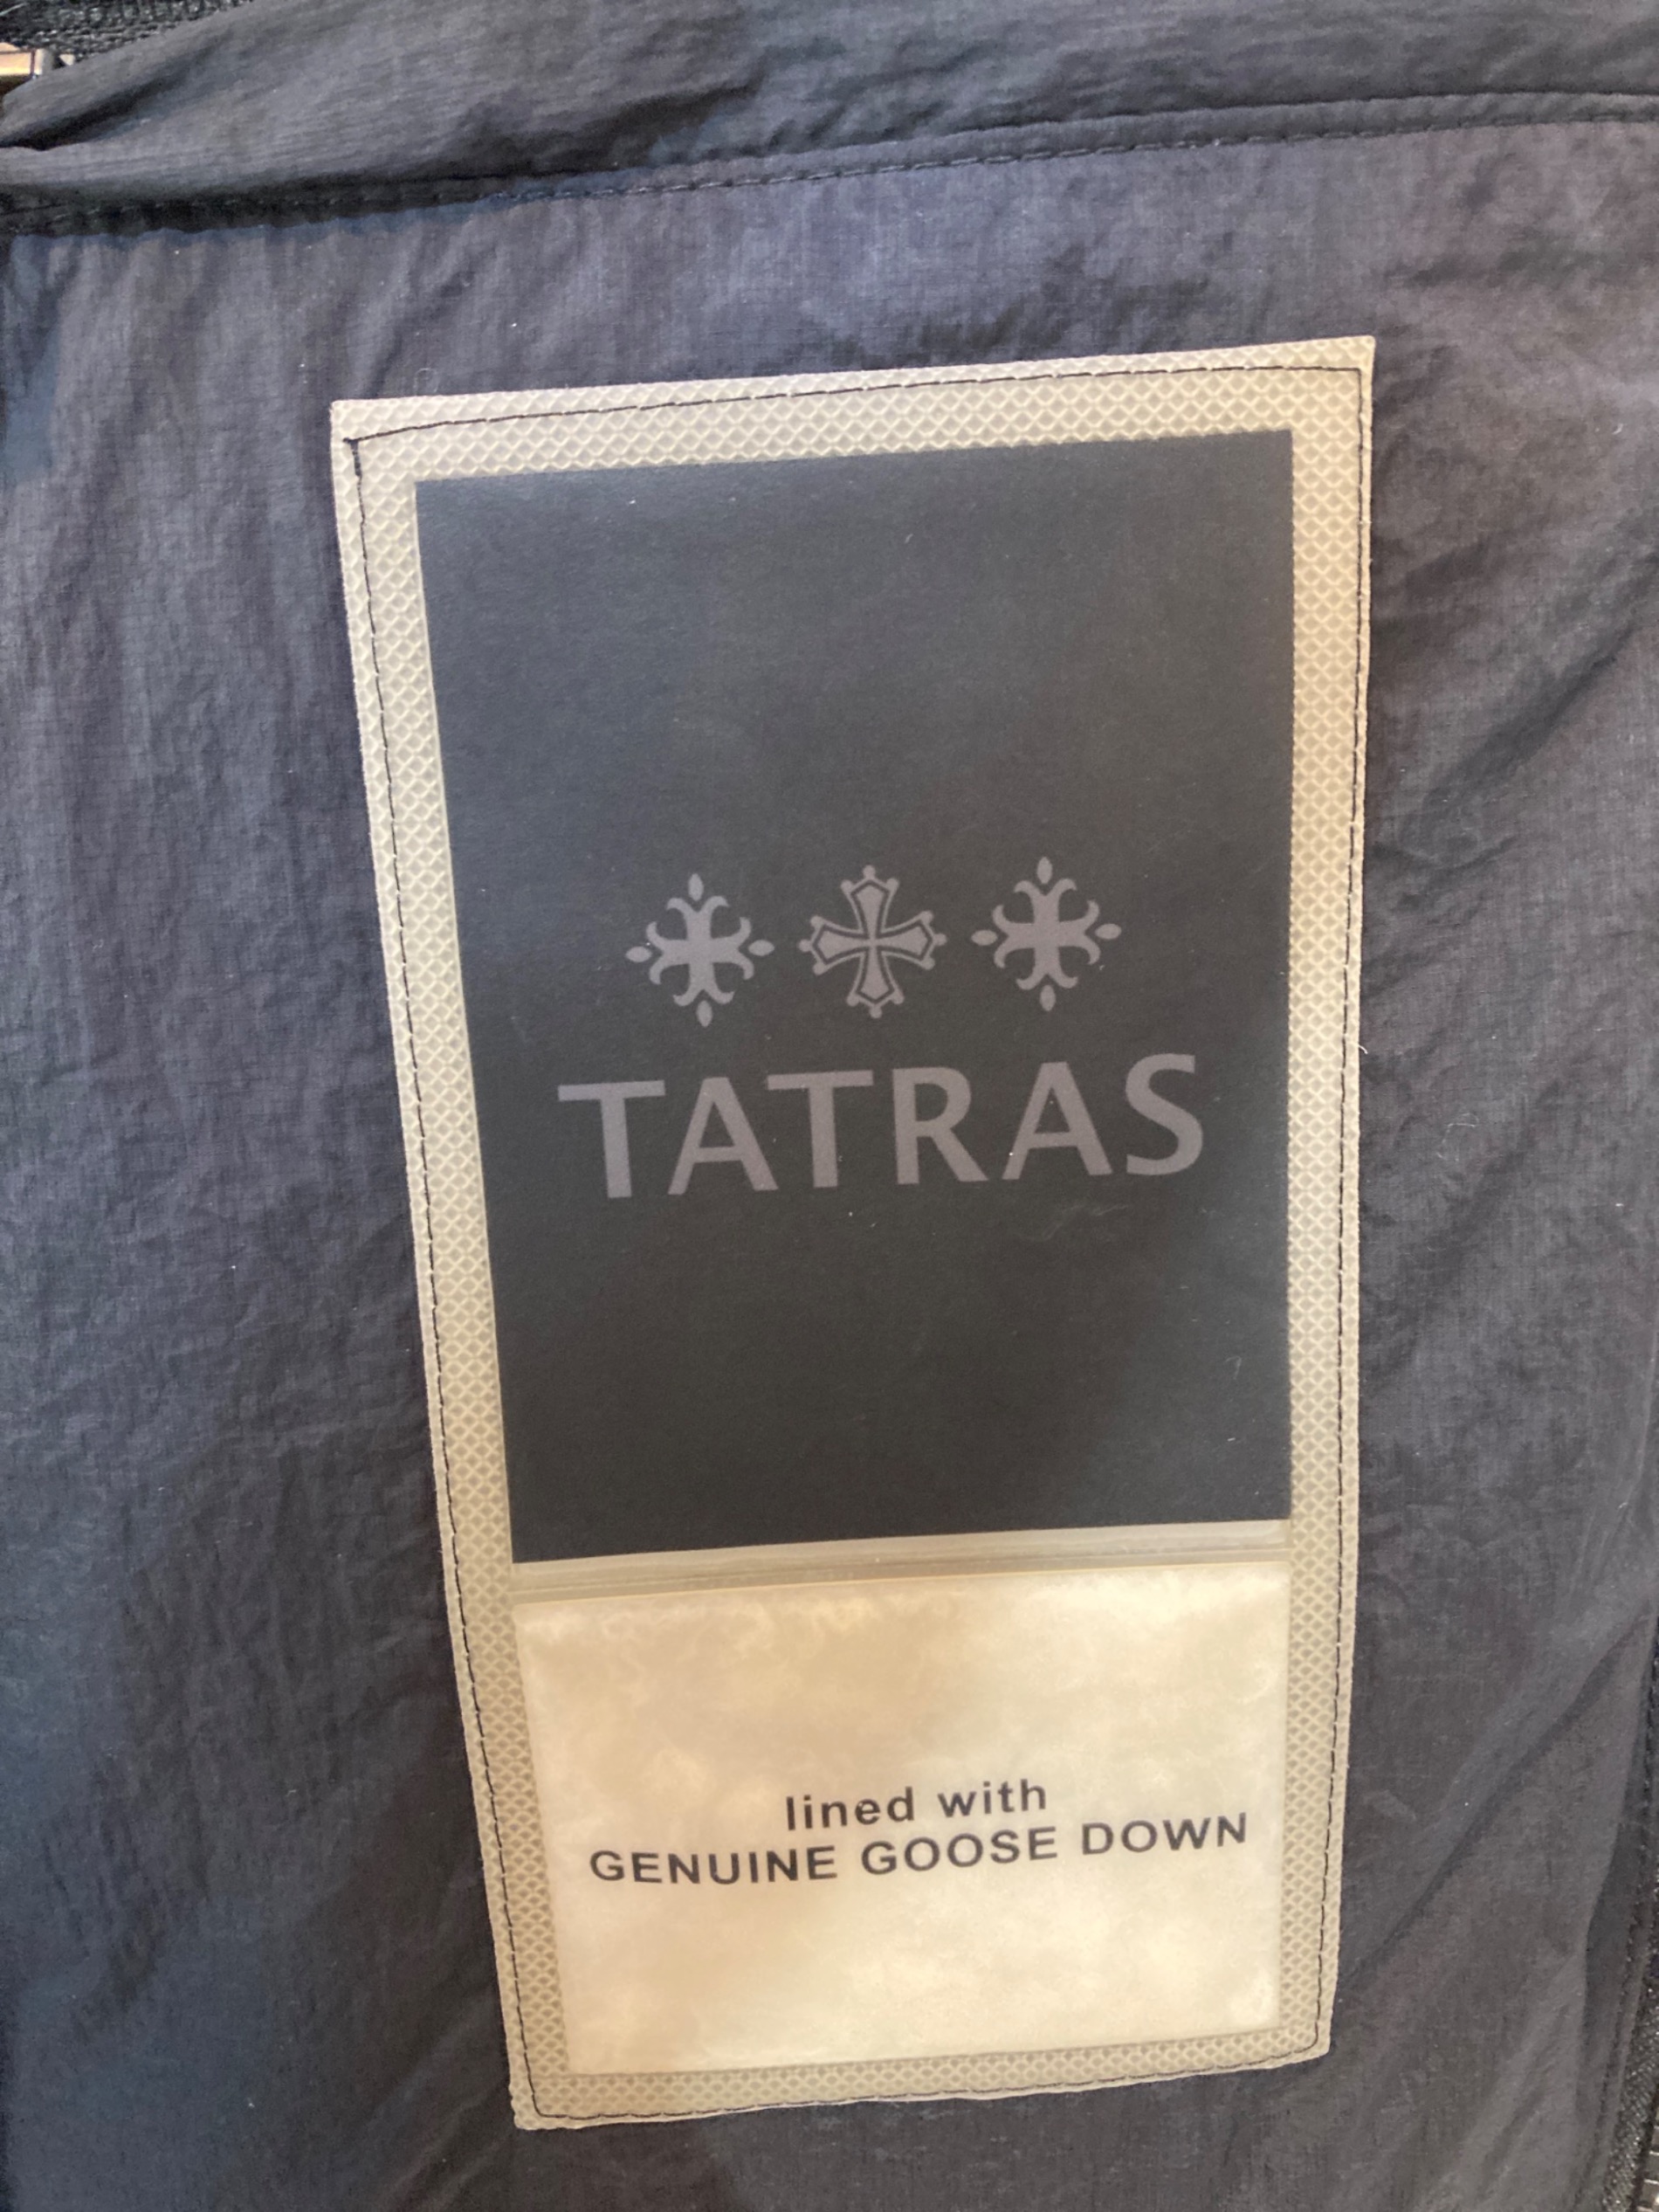 TATRAS
lined with
GENUINE GOOSE DOWN